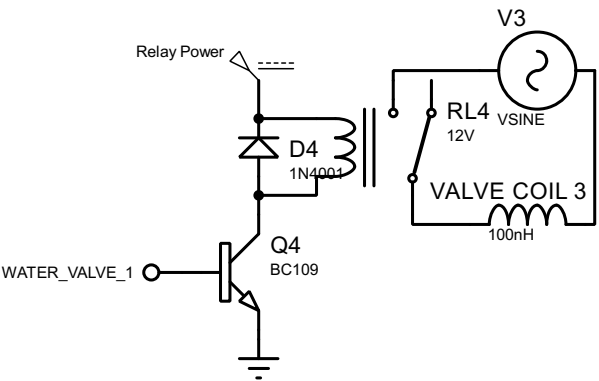 V3
Relay Power
RL4
VSINE
12V
D4
1N4001
VALVE COIL 3
100nH
Q4
BC109
WATER_VALVE_1